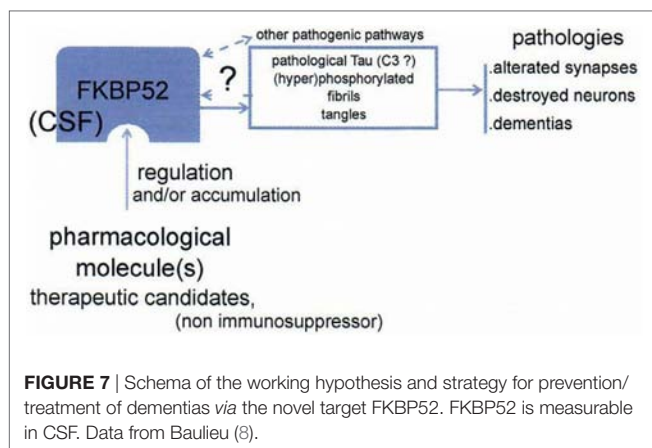 other pathogenic pathways
pathologies
FKBP52
(CSF)
?
pathological Tau (C3 ?)
(hyper)phosphorylated
fibrils
tangles
.alterated synapses
.destroyed neurons
.dementias
regulation
and/or accumulation
pharmacological
molecule(s)
therapeutic candidates,
(non immunosuppressor)
FIGURE 7 | Schema of the working hypothesis and strategy for prevention/
treatment of dementias via the novel target FKBP52. FKBP52 is measurable
in CSF. Data from Baulieu (8).